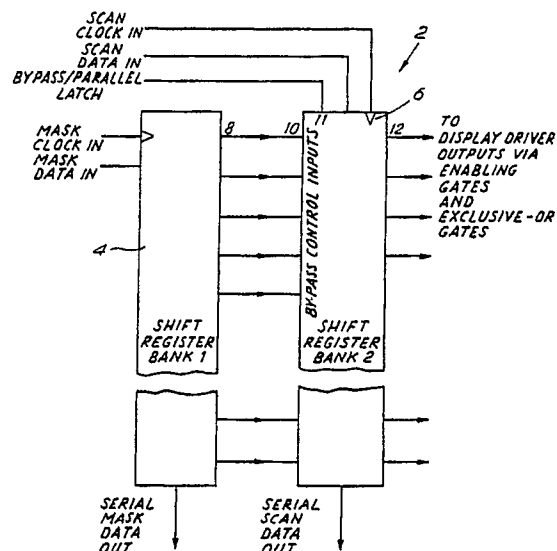 SCAN
CLOCK IN
SCAN
DATA IN
BYPASS/PARALLEL
LATCH
2
6
MASK
CLOCK IN
MASK
DATA IN
8
10
11
12
TO
DISPLAY DRIVER
OUTPUTS VIA
ENABLING
GATES
AND
EXCLUSIVE-OR
GATES
4
BY-PASS CONTROL INPUTS
SHIFT
REGISTER
BANK 1
SHIFT
REGISTER
BANK 2
SERIAL
MASK
DATA
OUT
SERIAL
SCAN
DATA
OUT